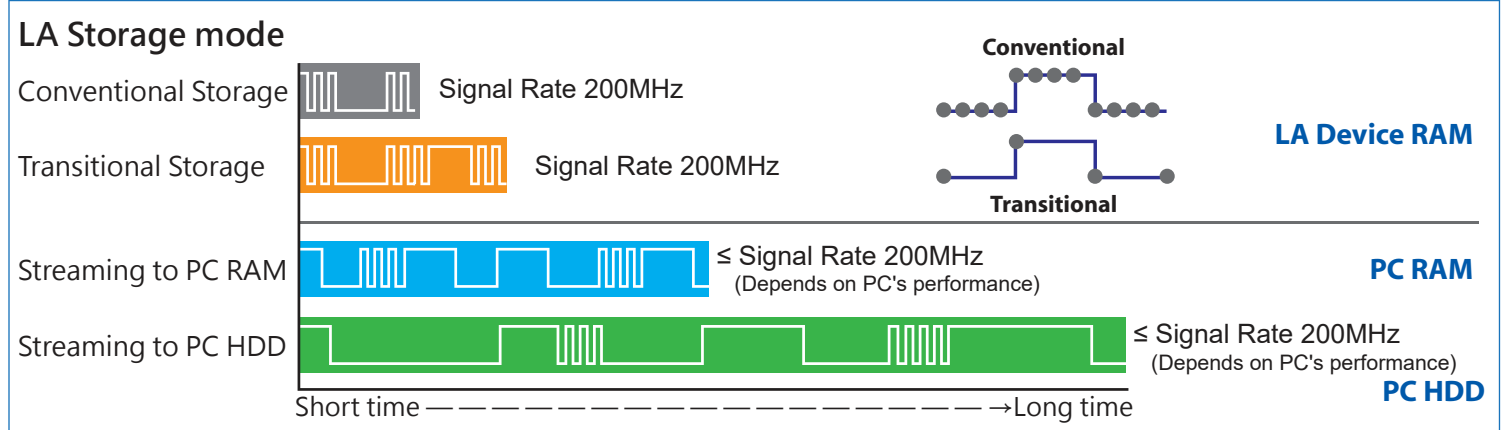 LA Storage mode
Conventional
Conventional Storage
Signal Rate 200MHz
LA Device RAM
Transitional Storage
Signal Rate 200MHz
Transitional
Streaming to PC RAM
≤ Signal Rate 200MHz
(Depends on PC's performance)
PC RAM
Streaming to PC HDD
≤ Signal Rate 200MHz
(Depends on PC's performance)
PC HDD
Short time — — — — — — — — — — — — — — — — →Long time